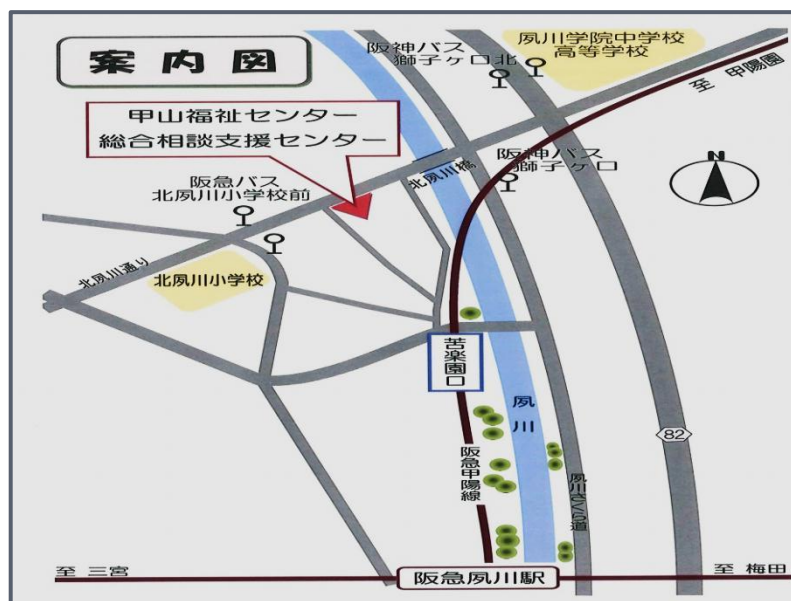 案内図
阪神バス
獅子ヶ口北
夙川学院中学校
高等学校
至 甲陽園
甲山福祉センター
総合相談支援センター
北夙川橋
阪神バス
獅子ヶ口
N
阪急バス
北夙川小学校前
北夙川通り
北夙川小学校
苦楽園口
夙川
82
阪急甲陽線
夙川さくら道
至 三宮
阪急夙川駅
至 梅田